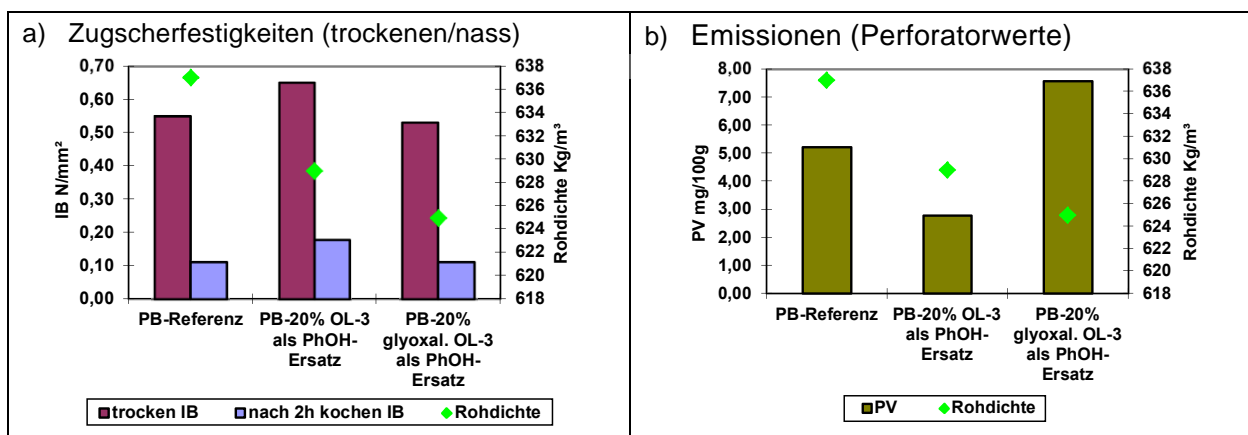 a) Zugscherfestigkeiten (trockenen/nass)
0,70
0,60
0,50
0,40
0,30
0,20
0,10
0,00
IB N/mm²
638
636
634
632
630
628
626
624
622
620
618
Rohdichte Kg/m³
PB-Referenz
PB-20% OL-3
als PhOH-
Ersatz
PB-20%
glyoxal. OL-3
als PhOH-
Ersatz
trocken IB
nach 2h kochen IB
Rohdichte
b) Emissionen (Perforatorwerte)
8,00
7,00
6,00
5,00
4,00
3,00
2,00
1,00
0,00
PV mg/100g
638
636
634
632
630
628
626
624
622
620
618
Rohdichte Kg/m³
PB-Referenz
PB-20% OL-3
als PhOH-
Ersatz
PB-20%
glyoxal. OL-3
als PhOH-
Ersatz
PV
Rohdichte